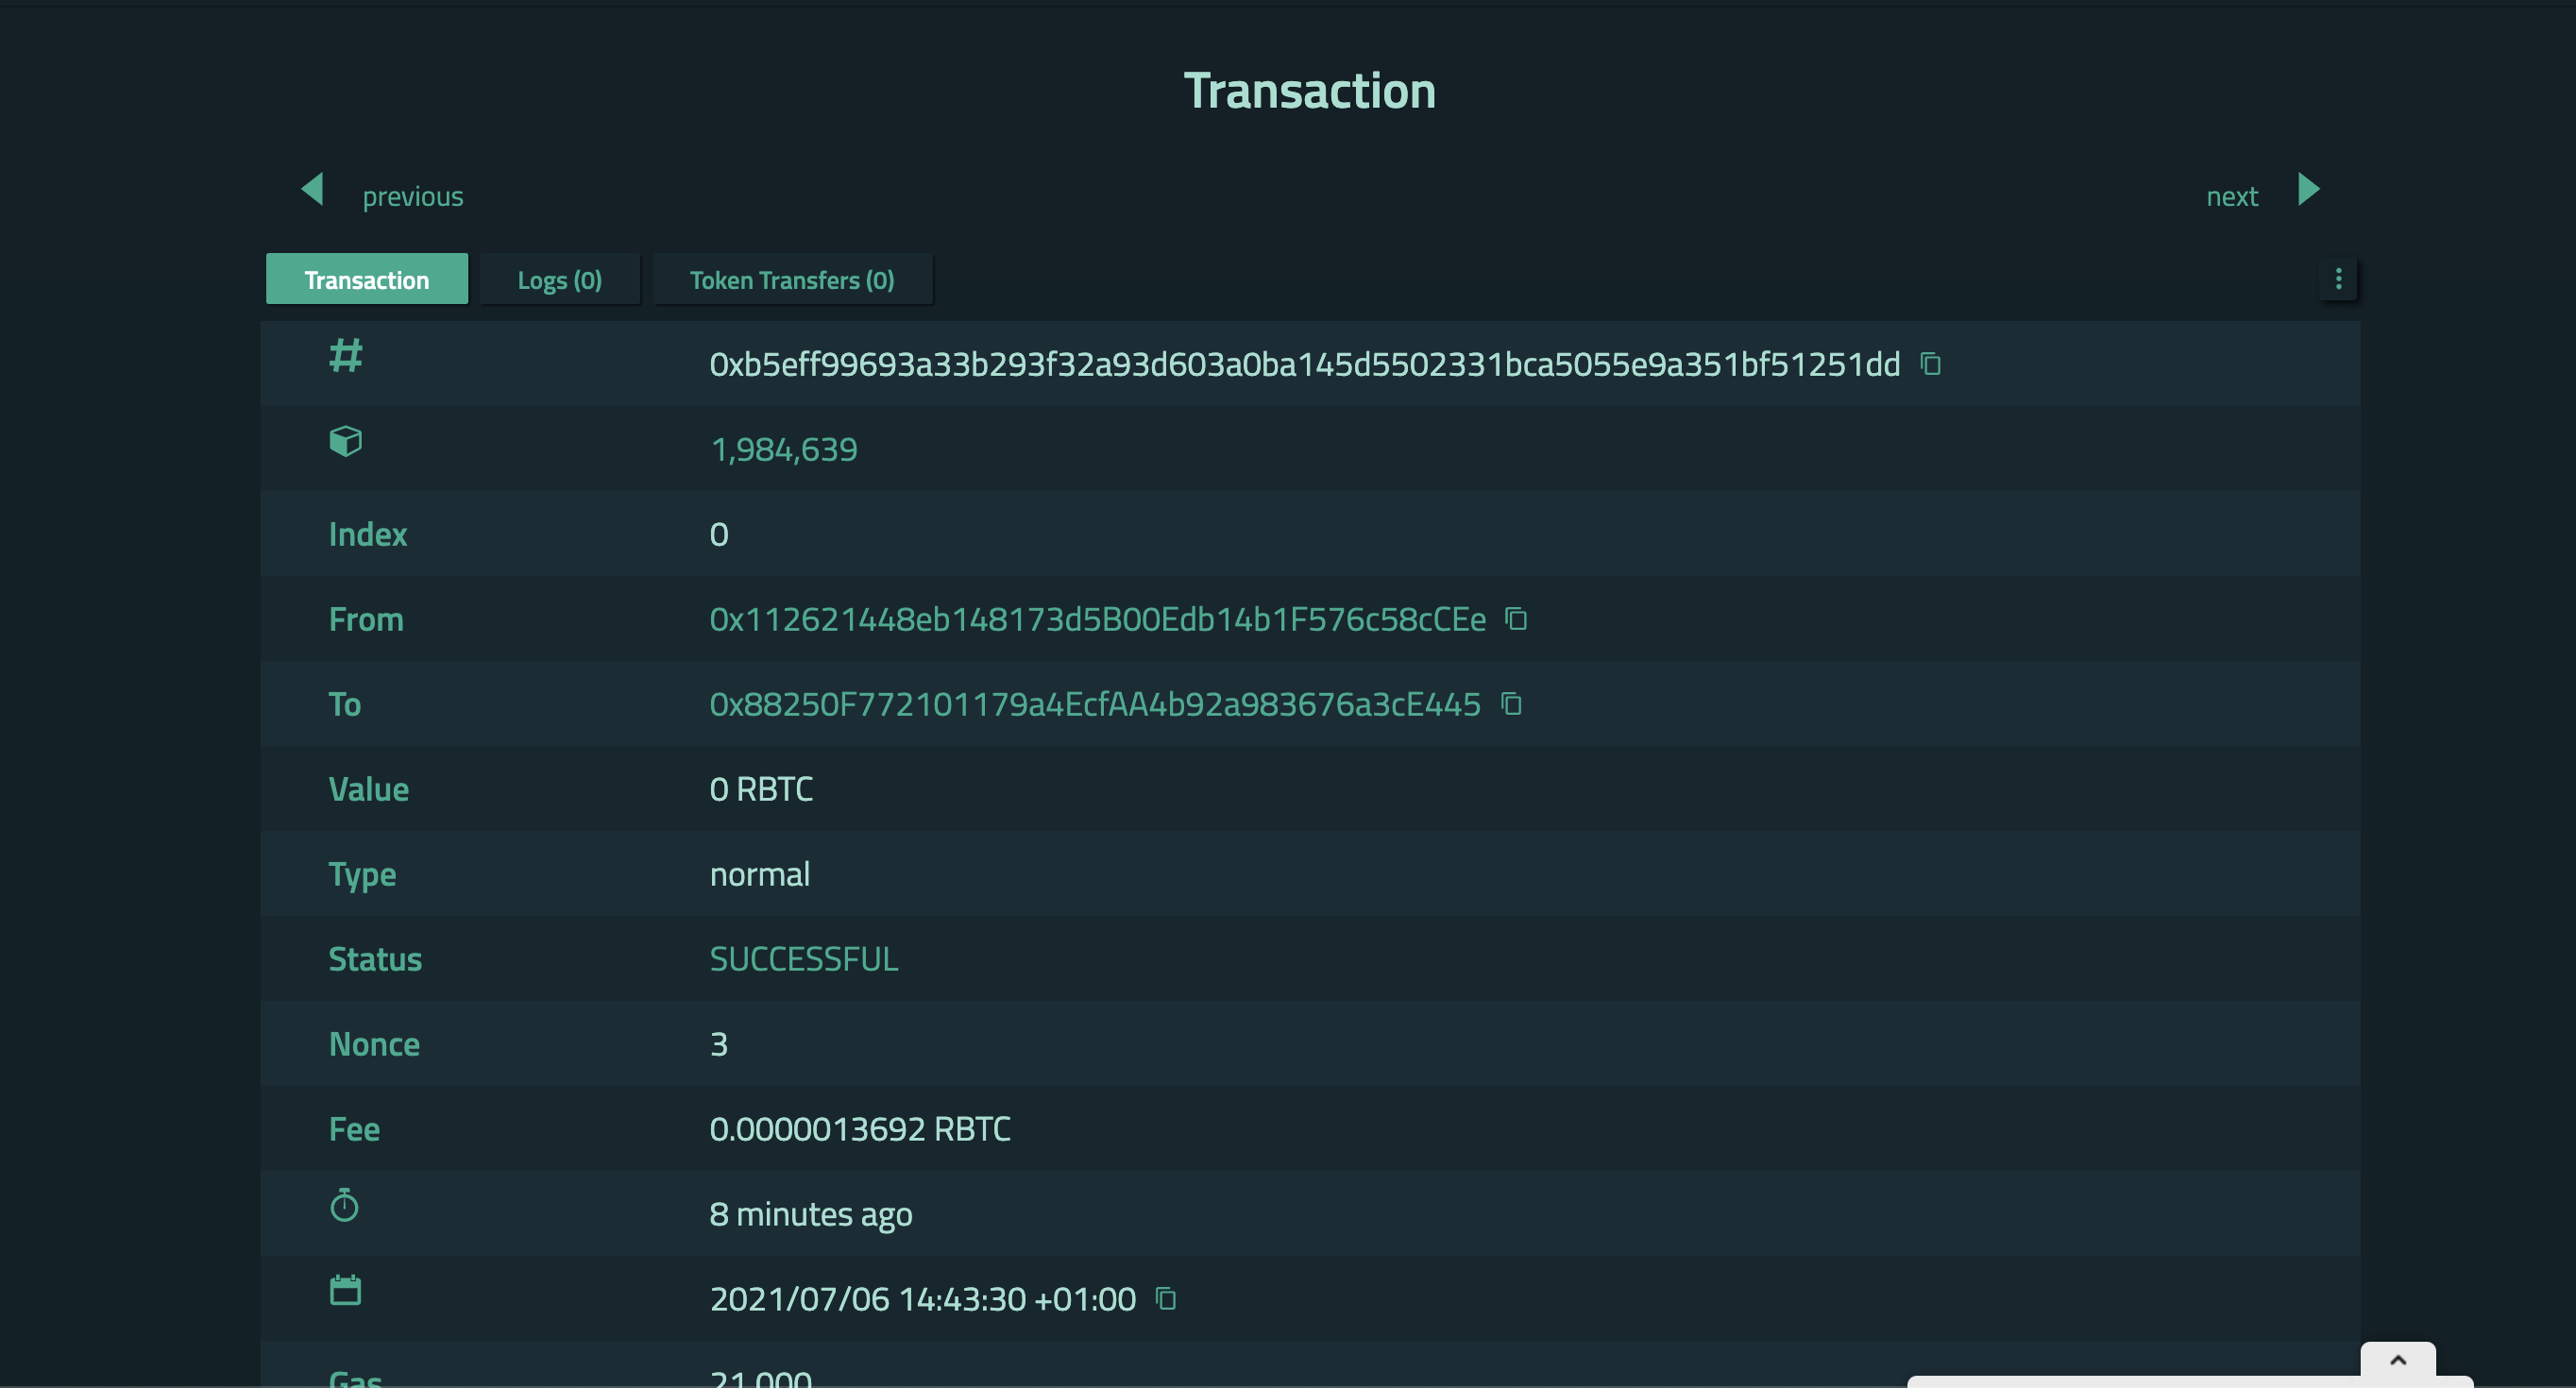 Transaction
previous
next
Transaction
Logs (0)
Token Transfers (0)
0xb5eff99693a33b293f32a93d603a0ba145d5502331bca5055e9a351bf51251dd
1,984,639
Index 0
From 0x112621448eb148173d5B00Edb14b1F576c58cCEe
To 0x88250F772101179a4EcfAA4b92a983676a3cE445
Value 0 RBTC
Type normal
Status SUCCESSFUL
Nonce 3
Fee 0.0000013692 RBTC
8 minutes ago
2021/07/06 14:43:30 +01:00
Gas 21,000